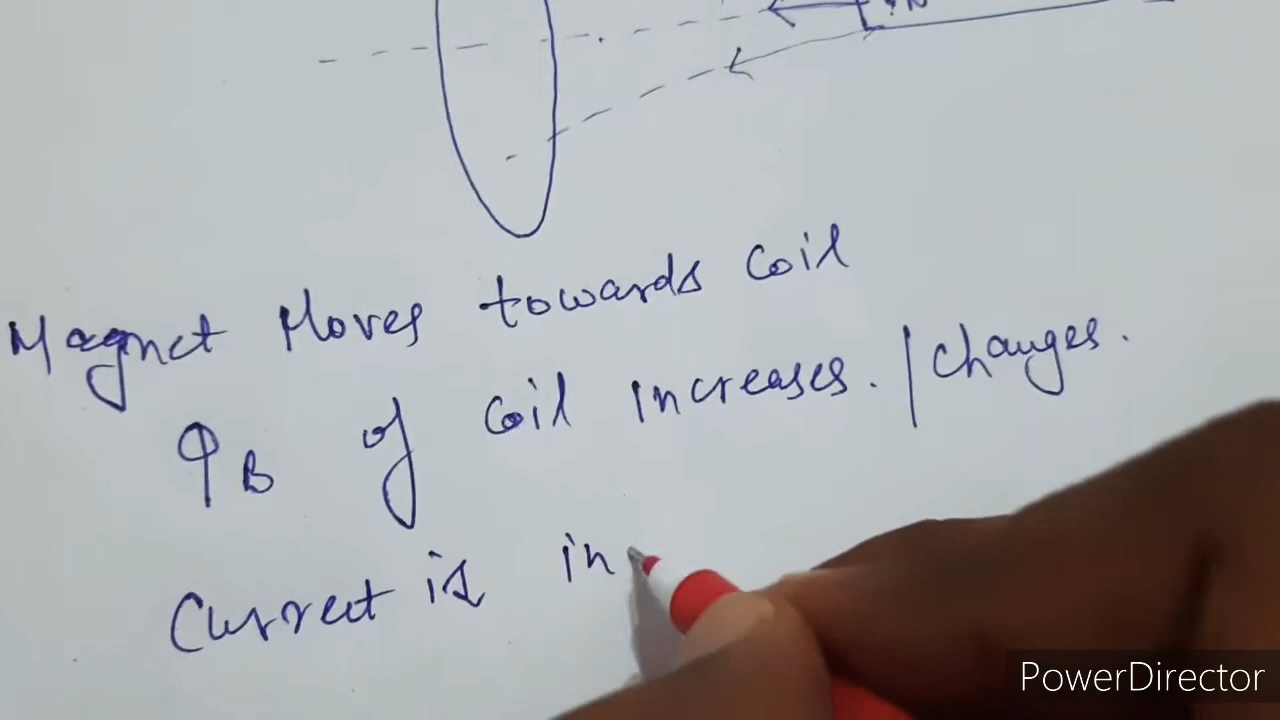 Magnet Moves towards coil
φB of coil increases. / changes.
Current is in
PowerDirector